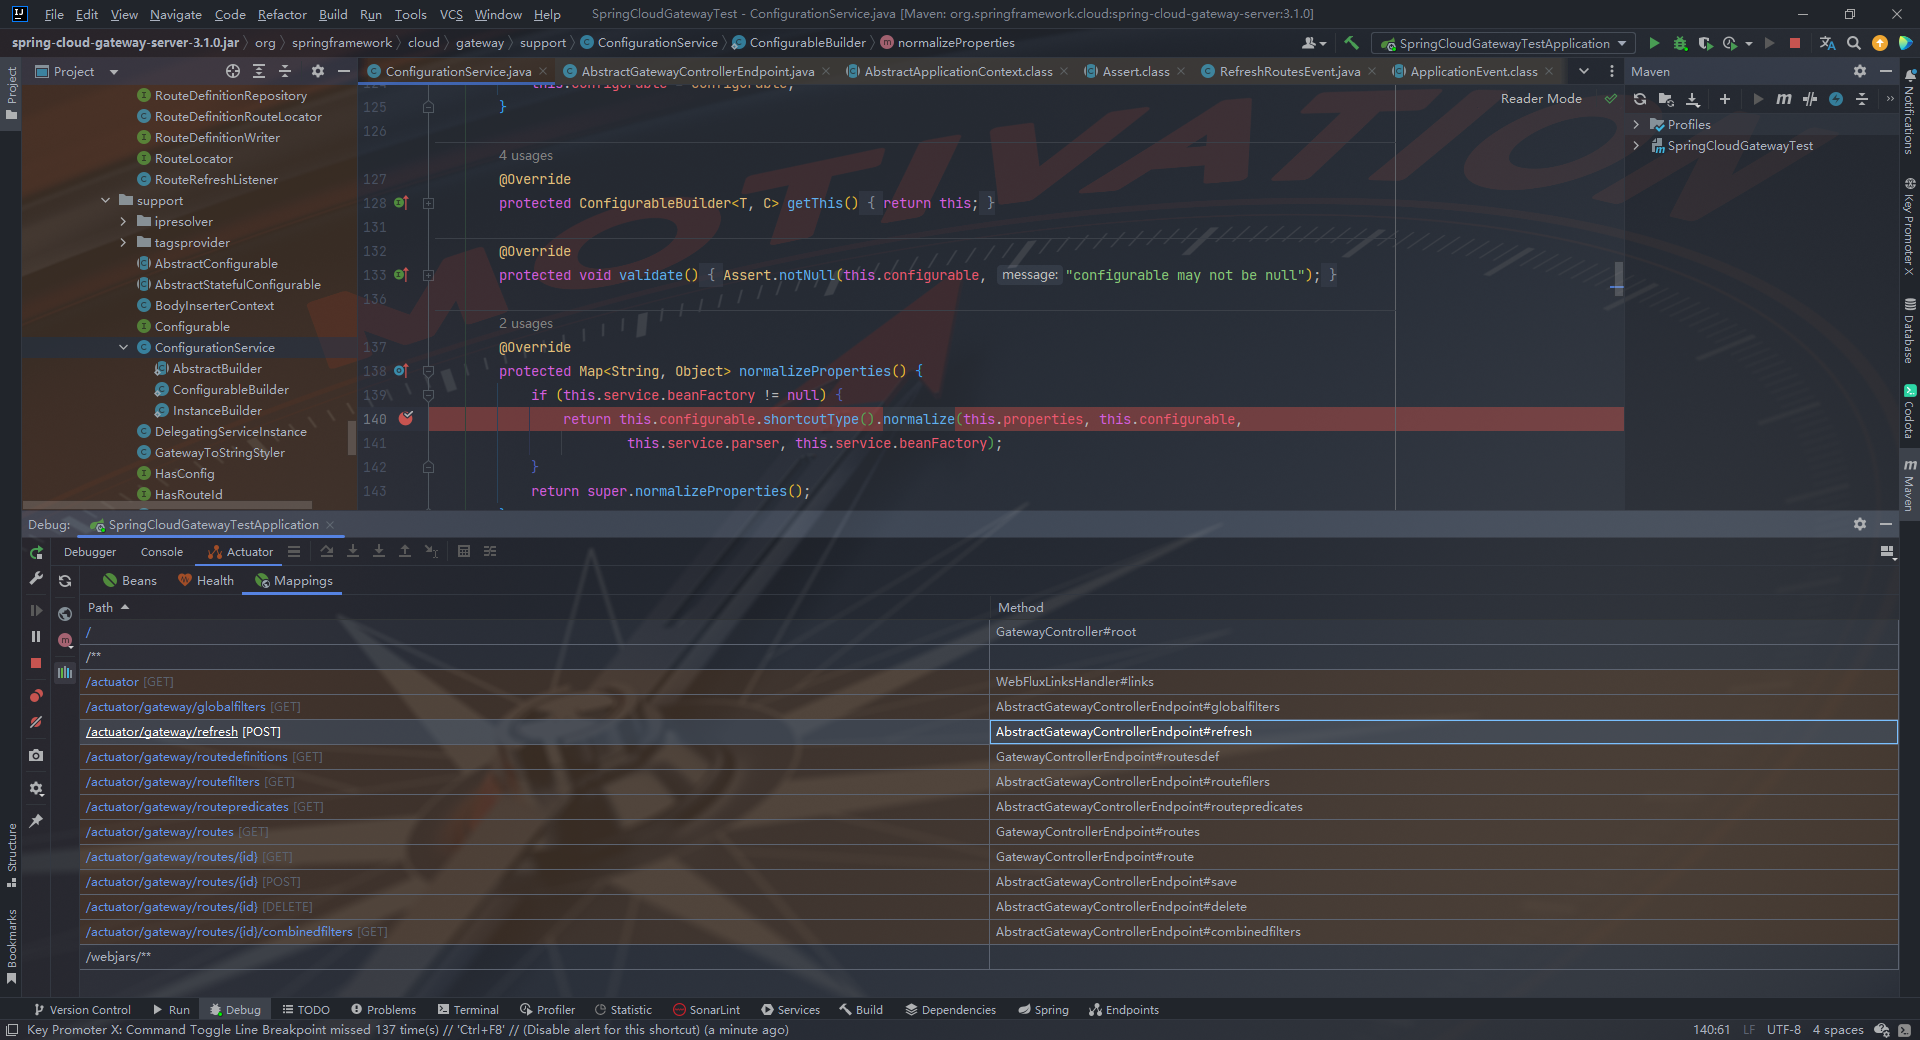 File Edit View Navigate Code Refactor Build Run Tools VCS Window Help SpringCloudGatewayTest - ConfigurationService.java [Maven: org.springframework.cloud:spring-cloud-gateway-server:3.1.0]
spring-cloud-gateway-server-3.1.0.jar org springframework cloud gateway support ConfigurationService ConfigurableBuilder normalizeProperties SpringCloudGatewayTestApplication
Project
Project
ConfigurationService.java AbstractGatewayControllerEndpoint.java AbstractApplicationContext.class Assert.class RefreshRoutesEvent.java ApplicationEvent.class
Maven
Reader Mode
RouteDefinitionRepository
RouteDefinitionRouteLocator
RouteDefinitionWriter
RouteLocator
RouteRefreshListener
support
ipresolver
tagsprovider
AbstractConfigurable
AbstractStatefulConfigurable
BodyInserterContext
Configurable
ConfigurationService
AbstractBuilder
ConfigurableBuilder
InstanceBuilder
DelegatingServiceInstance
GatewayToStringStyler
HasConfig
HasRouteId
124 this.configurable = configurable;
125 }
126
4 usages
127 @Override
128 protected ConfigurableBuilder<T, C> getThis() { return this; }
131
132 @Override
133 protected void validate() { Assert.notNull(this.configurable, message: "configurable may not be null"); }
136
2 usages
137 @Override
138 protected Map<String, Object> normalizeProperties() {
139 if (this.service.beanFactory != null) {
140 return this.configurable.shortcutType().normalize(this.properties, this.configurable,
141 this.service.parser, this.service.beanFactory);
142 }
143 return super.normalizeProperties();
MOTIVATION
Profiles
SpringCloudGatewayTest
Notifications
Key Promoter X
Database
Codota
Maven
Debug: SpringCloudGatewayTestApplication
Debugger Console Actuator
Beans Health Mappings
Path Method
/ GatewayController#root
/**
/actuator [GET] WebFluxLinksHandler#links
/actuator/gateway/globalfilters [GET] AbstractGatewayControllerEndpoint#globalfilters
/actuator/gateway/refresh [POST] AbstractGatewayControllerEndpoint#refresh
/actuator/gateway/routedefinitions [GET] GatewayControllerEndpoint#routesdef
/actuator/gateway/routefilters [GET] AbstractGatewayControllerEndpoint#routefilers
/actuator/gateway/routepredicates [GET] AbstractGatewayControllerEndpoint#routepredicates
/actuator/gateway/routes [GET] GatewayControllerEndpoint#routes
/actuator/gateway/routes/{id} [GET] GatewayControllerEndpoint#route
/actuator/gateway/routes/{id} [POST] AbstractGatewayControllerEndpoint#save
/actuator/gateway/routes/{id} [DELETE] AbstractGatewayControllerEndpoint#delete
/actuator/gateway/routes/{id}/combinedfilters [GET] AbstractGatewayControllerEndpoint#combinedfilters
/webjars/**
Structure
Bookmarks
Version Control Run Debug TODO Problems Terminal Profiler Statistic SonarLint Services Build Dependencies Spring Endpoints
Key Promoter X: Command Toggle Line Breakpoint missed 137 time(s) // 'Ctrl+F8' // (Disable alert for this shortcut) (a minute ago) 140:61 LF UTF-8 4 spaces